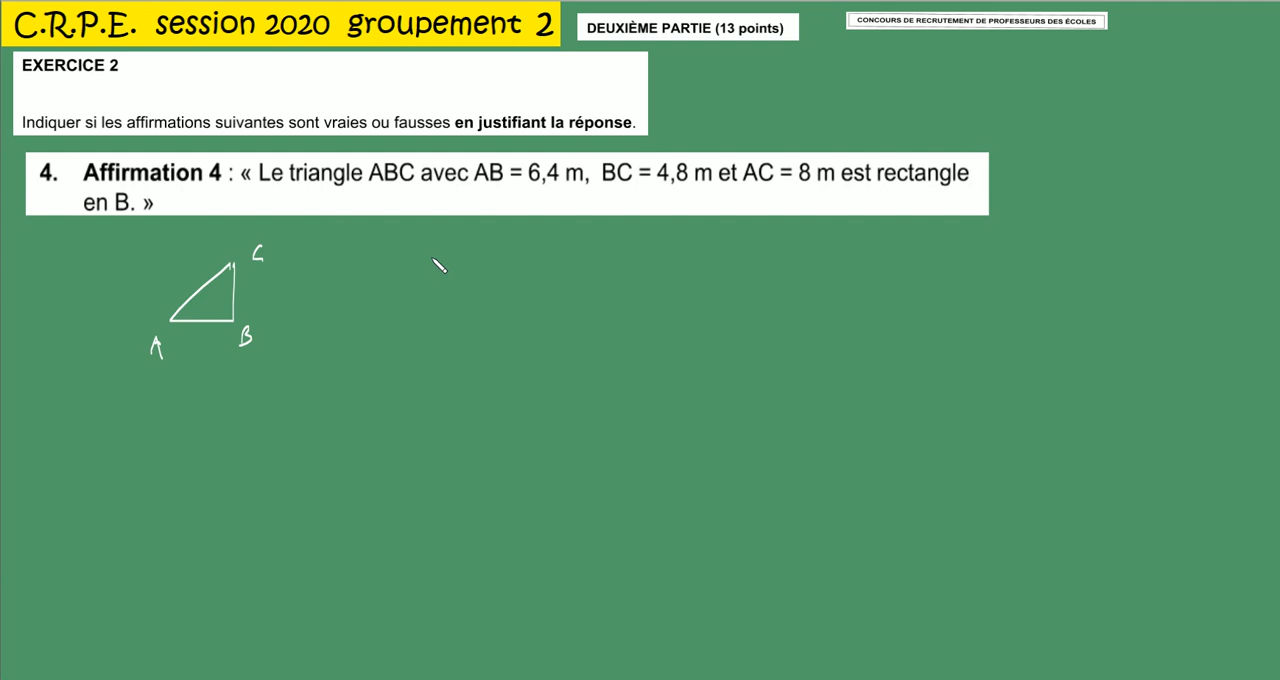 C.R.P.E. session 2020 groupement 2
DEUXIÈME PARTIE (13 points)
CONCOURS DE RECRUTEMENT DE PROFESSEURS DES ÉCOLES
EXERCICE 2
Indiquer si les affirmations suivantes sont vraies ou fausses en justifiant la réponse.
4. Affirmation 4 : « Le triangle ABC avec AB = 6,4 m, BC = 4,8 m et AC = 8 m est rectangle
en B. »
C
A
B